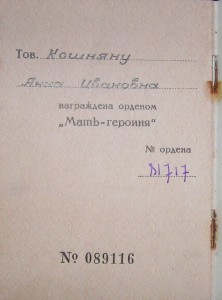 Тов. Кошняну
Анна Ивановна
награждена орденом
„Мать-героиня“
№ ордена
81717
№ 089116